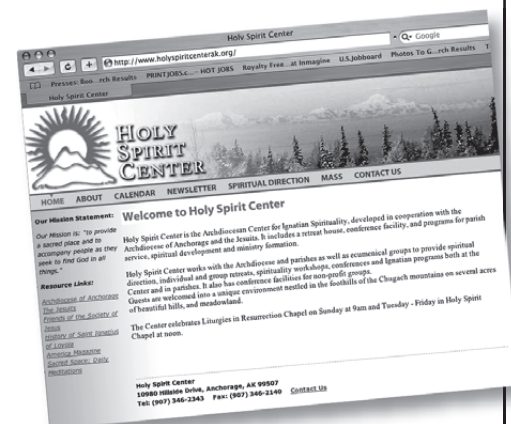 Holy Spirit Center
http://www.holyspiritcenterak.org/
Google
Presses: Boo...rch Results PRINTJOBS.c...- HOT JOBS Royalty Free...at Inmagine U.S.Jobboard Photos To G...rch Results
Holy Spirit Center
HOLY
SPIRIT
CENTER
HOME ABOUT CALENDAR NEWSLETTER SPIRITUAL DIRECTION MASS CONTACT US
Our Mission Statement:
Our Mission is: "to provide
a sacred place and to
accompany people as they
seek to find God in all
things."
Resource Links:
Archdiocese of Anchorage
The Jesuits
Friends of the Society of
Jesus
History of Saint Ignatius
of Loyola
America Magazine
Sacred Space: Daily
Meditations
Welcome to Holy Spirit Center
Holy Spirit Center is the Archdiocesan Center for Ignatian Spirituality, developed in cooperation with the
Archdiocese of Anchorage and the Jesuits. It includes a retreat house, conference facility, and programs for parish
service, spiritual development and ministry formation.
Holy Spirit Center works with the Archdiocese and parishes as well as ecumenical groups to provide spiritual
direction, individual and group retreats, spirituality workshops, conferences and Ignatian programs both at the
Center and in parishes. It also has conference facilities for non-profit groups.
Guests are welcomed into a unique environment nestled in the foothills of the Chugach mountains on several acres
of beautiful hills, and meadowland.
The Center celebrates Liturgies in Resurrection Chapel on Sunday at 9am and Tuesday - Friday in Holy Spirit
Chapel at noon.
Holy Spirit Center
10980 Hillside Drive, Anchorage, AK 99507
Tel: (907) 346-2343 Fax: (907) 346-2140 Contact Us